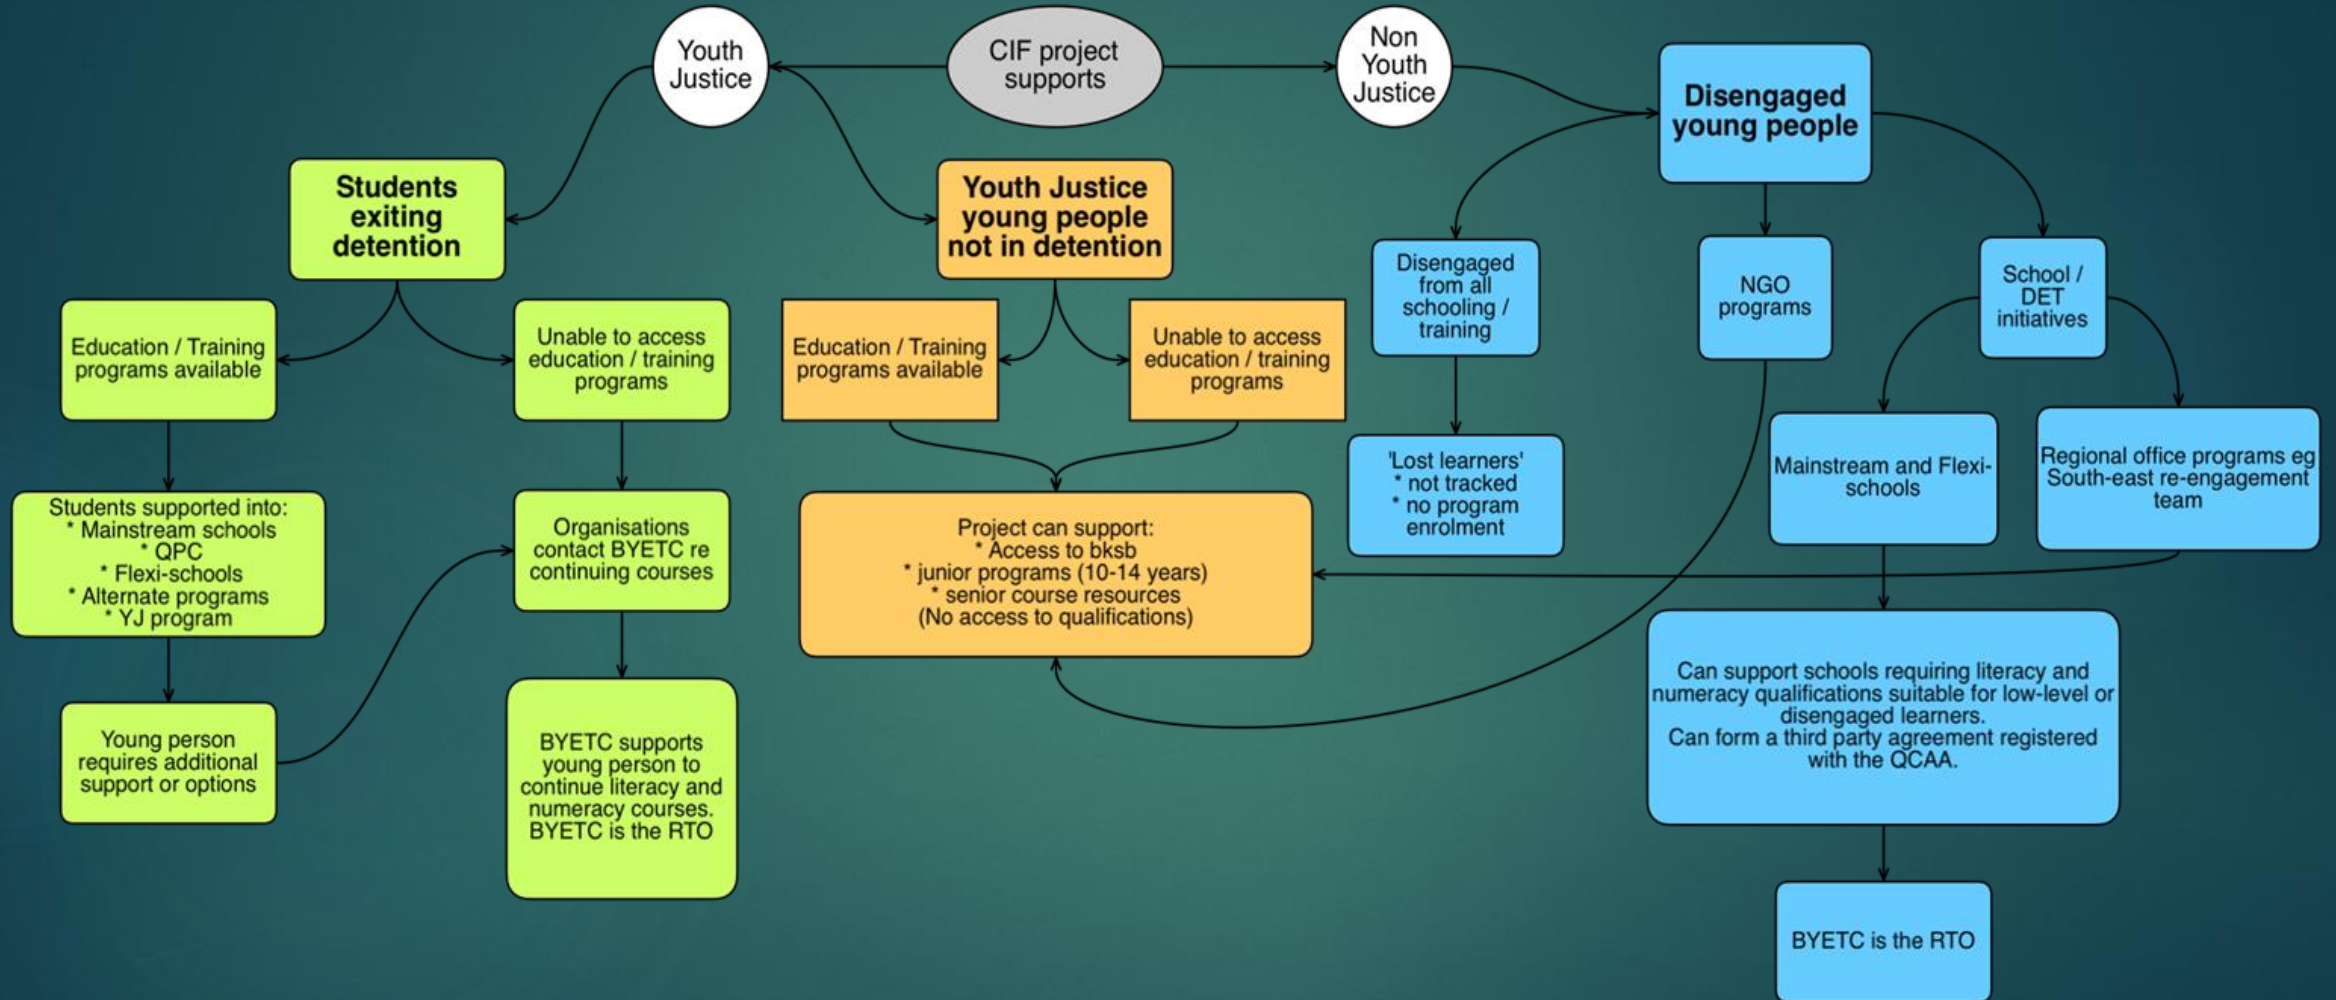 Youth
Justice
CIF project
supports
Non
Youth
Justice
Disengaged
young people
Students
exiting
detention
Youth Justice
young people
not in detention
Disengaged
from all
schooling /
training
NGO
programs
School /
DET
initiatives
Education / Training
programs available
Unable to access
education / training
programs
Education / Training
programs available
Unable to access
education / training
programs
'Lost learners'
* not tracked
* no program
enrolment
Mainstream and Flexi-
schools
Regional office programs eg
South-east re-engagement
team
Students supported into:
* Mainstream schools
* QPC
* Flexi-schools
* Alternate programs
* YJ program
Organisations
contact BYETC re
continuing courses
Project can support:
* Access to bksb
* junior programs (10-14 years)
* senior course resources
(No access to qualifications)
Can support schools requiring literacy and
numeracy qualifications suitable for low-level or
disengaged learners.
Can form a third party agreement registered
with the QCAA.
Young person
requires additional
support or options
BYETC supports
young person to
continue literacy and
numeracy courses.
BYETC is the RTO
BYETC is the RTO